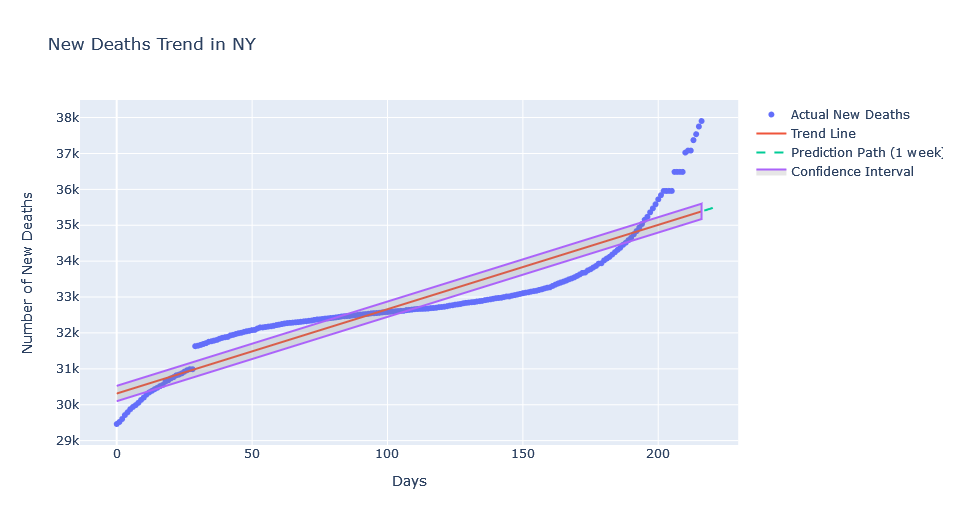 New Deaths Trend in NY
Actual New Deaths
Trend Line
Prediction Path (1 week)
Confidence Interval
Number of New Deaths
38k
37k
36k
35k
34k
33k
32k
31k
30k
29k
0
50
100
150
200
Days